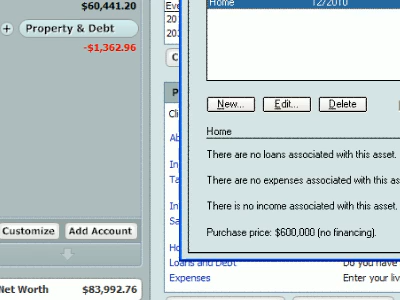 $60,441.20
Property & Debt
-$1,362.96
Customize
Add Account
Net Worth
$83,992.76
Home 12/2010
New...
Edit...
Delete
Home
There are no loans associated with this asset.
There are no expenses associated with this as
There is no income associated with this asset.
Purchase price: $600,000 (no financing).
Loans and Debt
Expenses
Do you have
Enter your liv